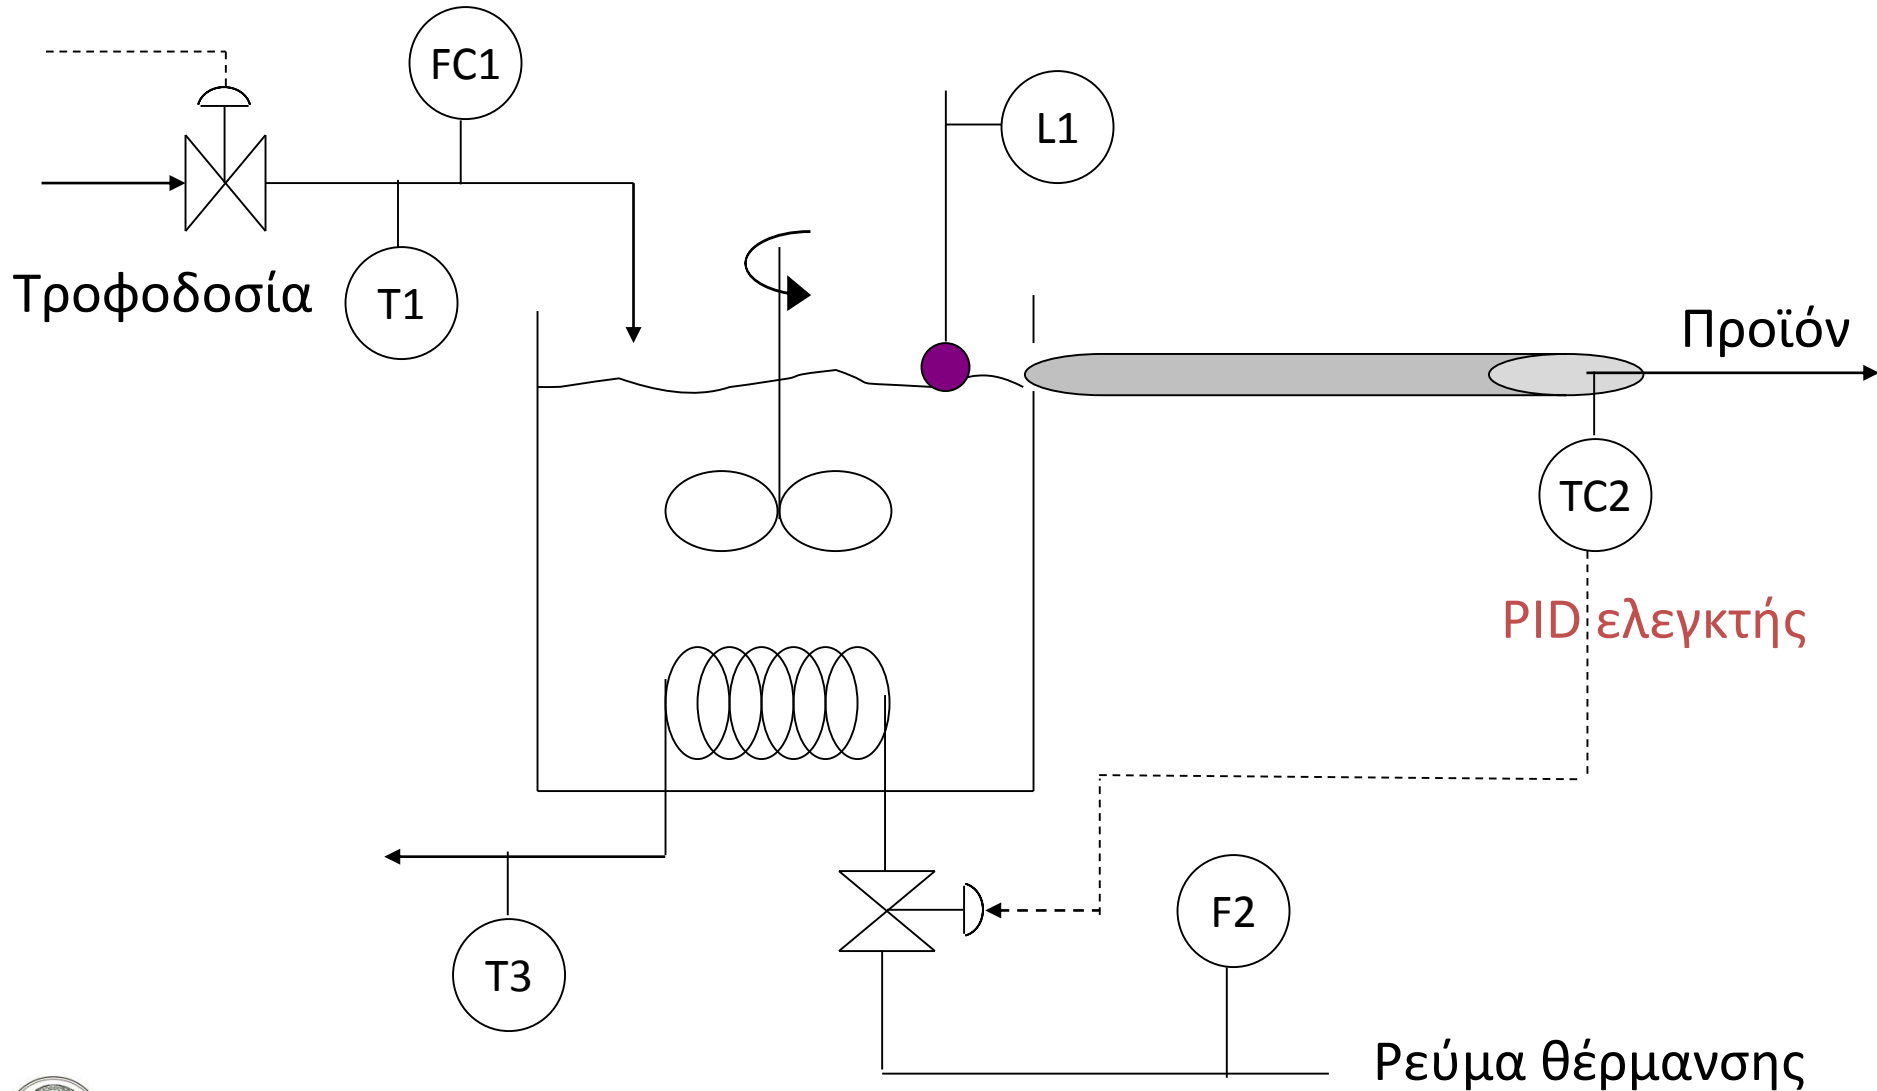 FC1
L1
Τροφοδοσία
T1
Προϊόν
TC2
PID ελεγκτής
F2
T3
Ρεύμα θέρμανσης